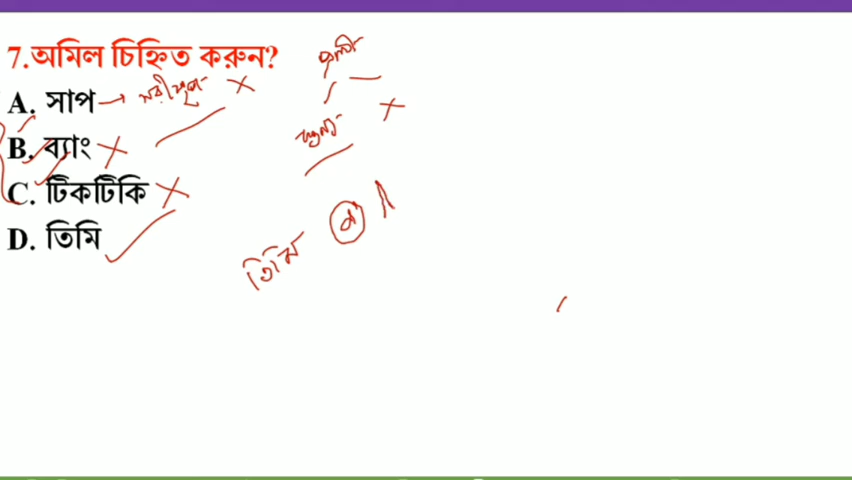 7.অমিল চিহ্নিত করুন?
A. সাপ
B. ব্যাং
C. টিকটিকি
D. তিমি
তিমি